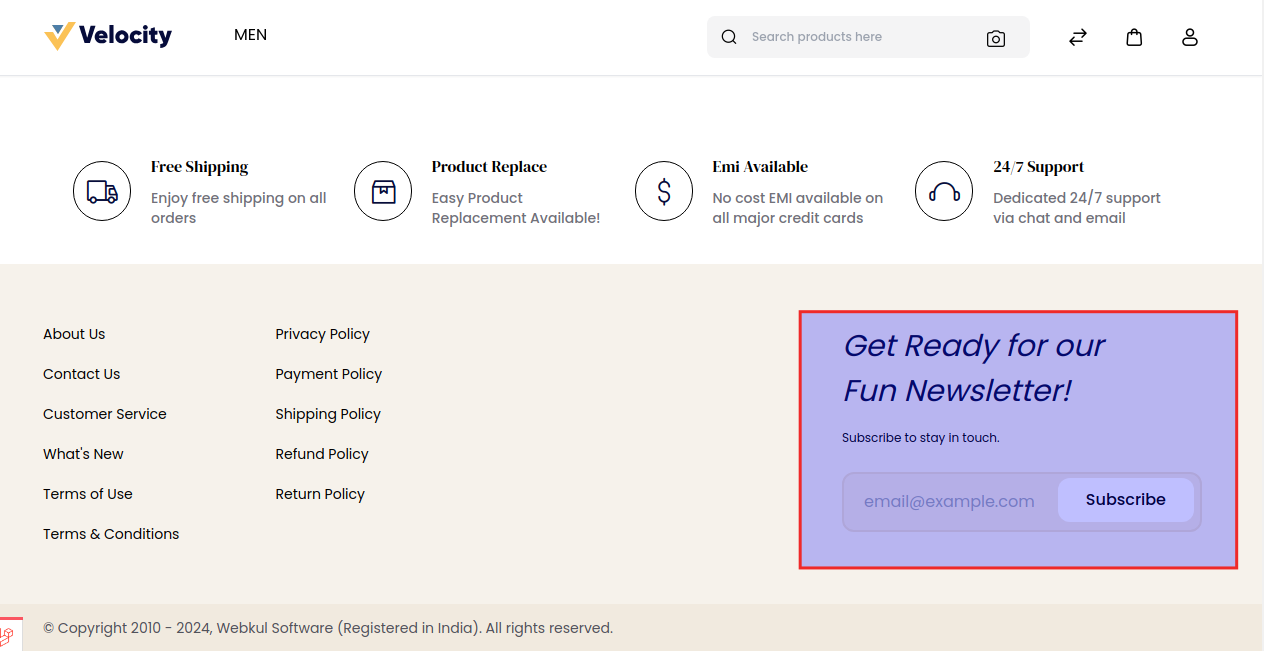 Velocity
MEN
Search products here
Free Shipping
Enjoy free shipping on all
orders
Product Replace
Easy Product
Replacement Available!
Emi Available
No cost EMI available on
all major credit cards
24/7 Support
Dedicated 24/7 support
via chat and email
About Us
Contact Us
Customer Service
What's New
Terms of Use
Terms & Conditions
Privacy Policy
Payment Policy
Shipping Policy
Refund Policy
Return Policy
Get Ready for our
Fun Newsletter!
Subscribe to stay in touch.
email@example.com
Subscribe
© Copyright 2010 - 2024, Webkul Software (Registered in India). All rights reserved.